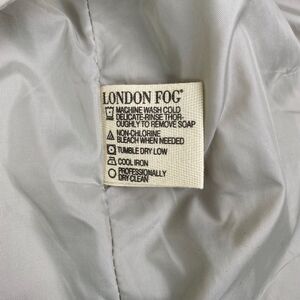 LONDON FOG®
MACHINE WASH COLD
DELICATE-RINSE THOR-
OUGHLY TO REMOVE SOAP
NON-CHLORINE
BLEACH WHEN NEEDED
TUMBLE DRY LOW
COOL IRON
PROFESSIONALLY
DRY CLEAN